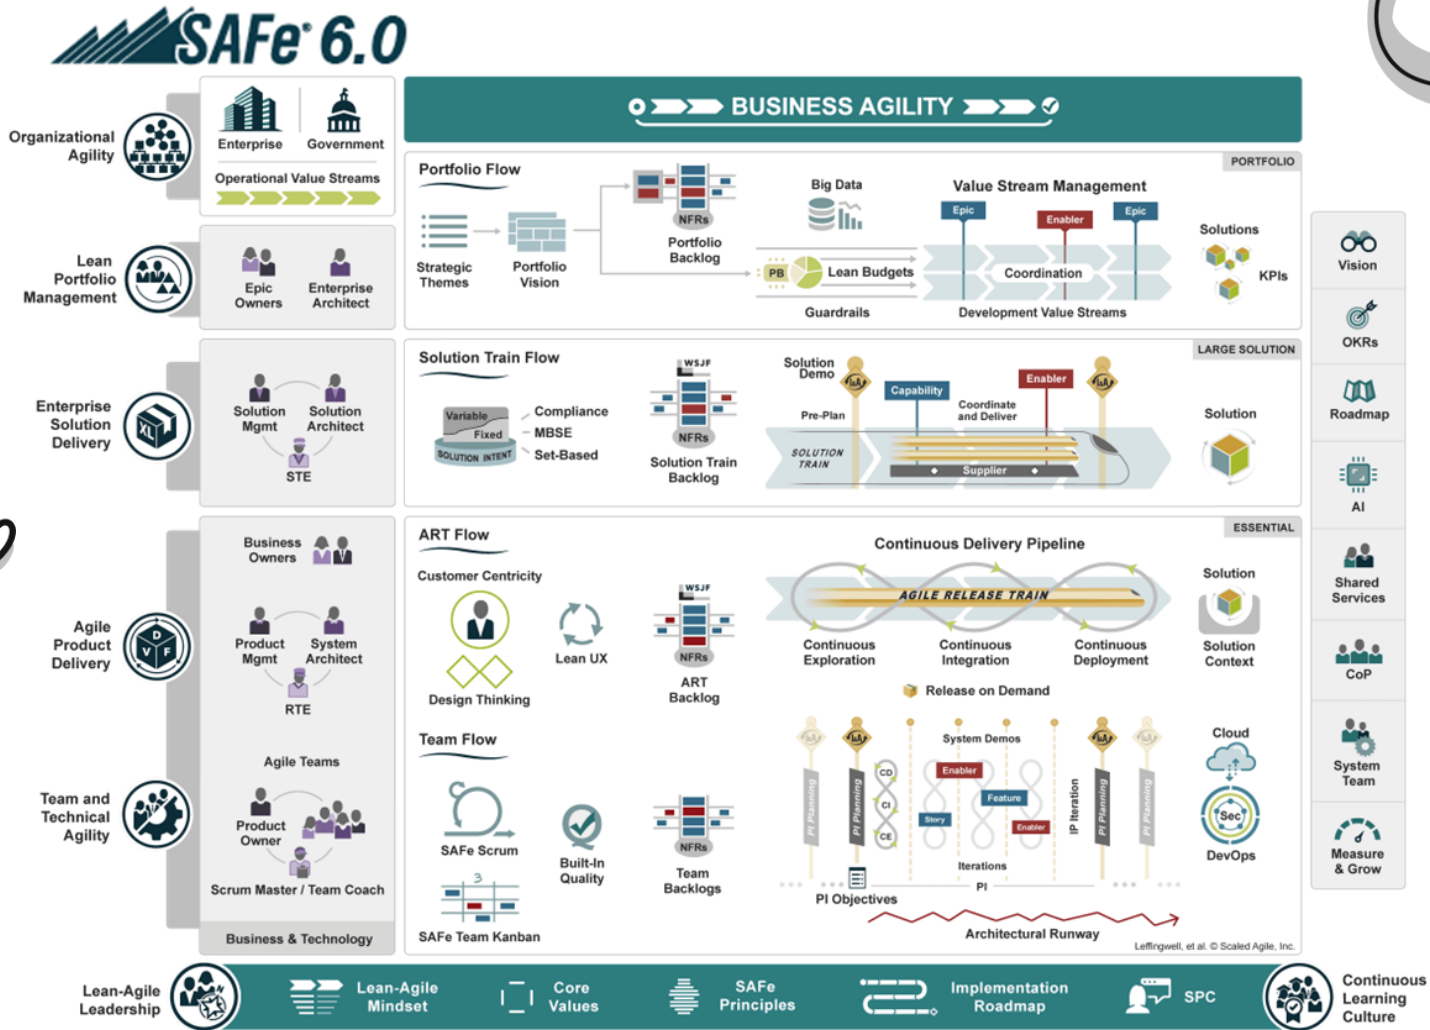 SAFe® 6.0
Organizational
Agility
Enterprise
Government
Operational Value Streams
BUSINESS AGILITY
Portfolio Flow
PORTFOLIO
Strategic
Themes
Portfolio
Vision
NFRs
Portfolio
Backlog
Big Data
PB
Lean Budgets
Guardrails
Value Stream Management
Epic
Enabler
Epic
Coordination
Development Value Streams
Solutions
KPIs
Lean
Portfolio
Management
Epic
Owners
Enterprise
Architect
Enterprise
Solution
Delivery
XL
Solution
Mgmt
Solution
Architect
STE
Solution Train Flow
LARGE SOLUTION
Variable
Fixed
SOLUTION INTENT
Compliance
MBSE
Set-Based
WSJF
NFRs
Solution Train
Backlog
Solution
Demo
I&A
Capability
Enabler
I&A
Pre-Plan
Coordinate
and Deliver
SOLUTION
TRAIN
Supplier
Solution
Agile
Product
Delivery
D
V F
Business
Owners
Product
Mgmt
System
Architect
RTE
Team and
Technical
Agility
Agile Teams
Product
Owner
Scrum Master / Team Coach
Business & Technology
ART Flow
ESSENTIAL
Customer Centricity
Design Thinking
Lean UX
WSJF
NFRs
ART
Backlog
Continuous Delivery Pipeline
AGILE RELEASE TRAIN
Continuous
Exploration
Continuous
Integration
Continuous
Deployment
Release on Demand
Solution
Solution
Context
Team Flow
SAFe Scrum
3
SAFe Team Kanban
Built-In
Quality
NFRs
Team
Backlogs
I&A
I&A
I&A
I&A
PI Planning
PI Planning
CD
CI
CE
System Demos
Enabler
Feature
Story
Enabler
IP Iteration
PI Planning
PI Planning
Iterations
PI
PI Objectives
Architectural Runway
Cloud
Sec
DevOps
Leffingwell, et al. © Scaled Agile, Inc.
Vision
OKRs
Roadmap
AI
Shared
Services
CoP
System
Team
Measure
& Grow
Lean-Agile
Leadership
N
Lean-Agile
Mindset
Core
Values
SAFe
Principles
Implementation
Roadmap
SPC
Continuous
Learning
Culture